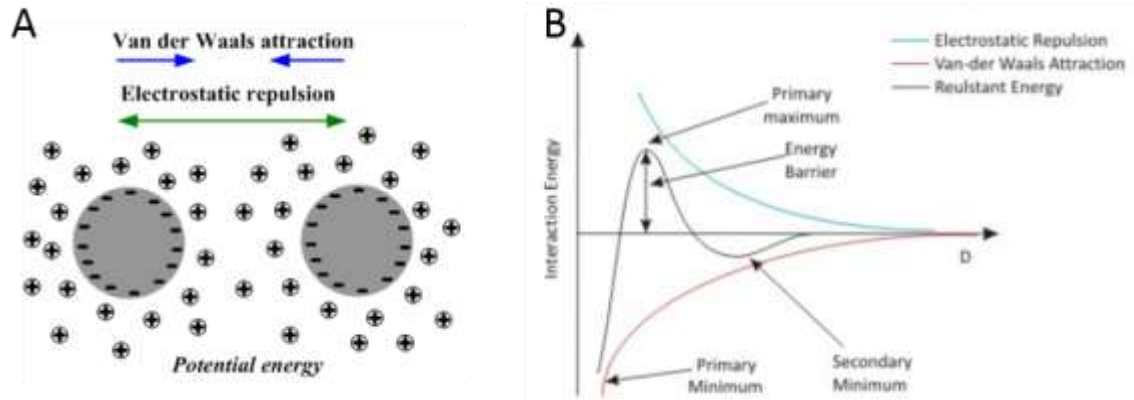 A
Van der Waals attraction
Electrostatic repulsion
Potential energy
B
Electrostatic Repulsion
Van-der Waals Attraction
Reulstant Energy
Primary
maximum
Energy
Barrier
Interaction Energy
D
Primary
Minimum
Secondary
Minimum